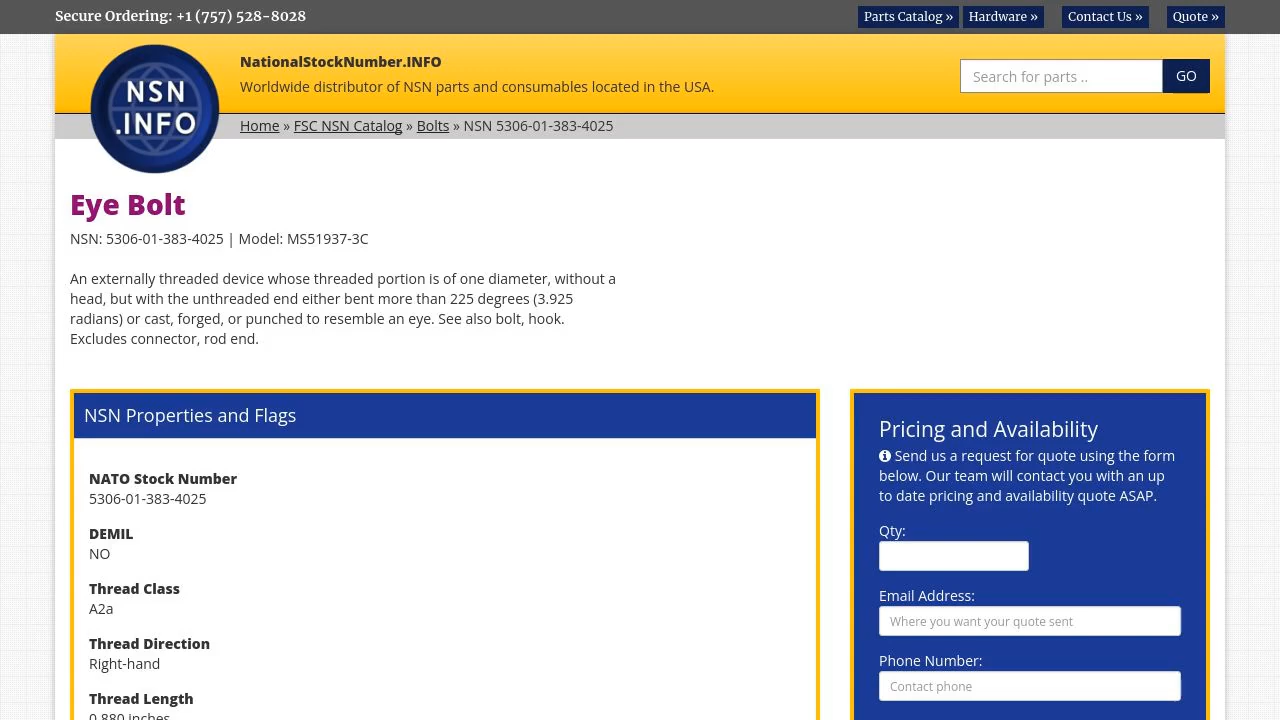 Secure Ordering: +1 (757) 528-8028
Parts Catalog » Hardware » Contact Us » Quote »
NSN
.INFO
NationalStockNumber.INFO
Worldwide distributor of NSN parts and consumables located in the USA.
Search for parts ..
GO
Home » FSC NSN Catalog » Bolts » NSN 5306-01-383-4025
Eye Bolt
NSN: 5306-01-383-4025 | Model: MS51937-3C
An externally threaded device whose threaded portion is of one diameter, without a
head, but with the unthreaded end either bent more than 225 degrees (3.925
radians) or cast, forged, or punched to resemble an eye. See also bolt, hook.
Excludes connector, rod end.
NSN Properties and Flags
NATO Stock Number
5306-01-383-4025
DEMIL
NO
Thread Class
A2a
Thread Direction
Right-hand
Thread Length
0.880 inches
Pricing and Availability
Send us a request for quote using the form
below. Our team will contact you with an up
to date pricing and availability quote ASAP.
Qty:
Email Address:
Where you want your quote sent
Phone Number:
Contact phone